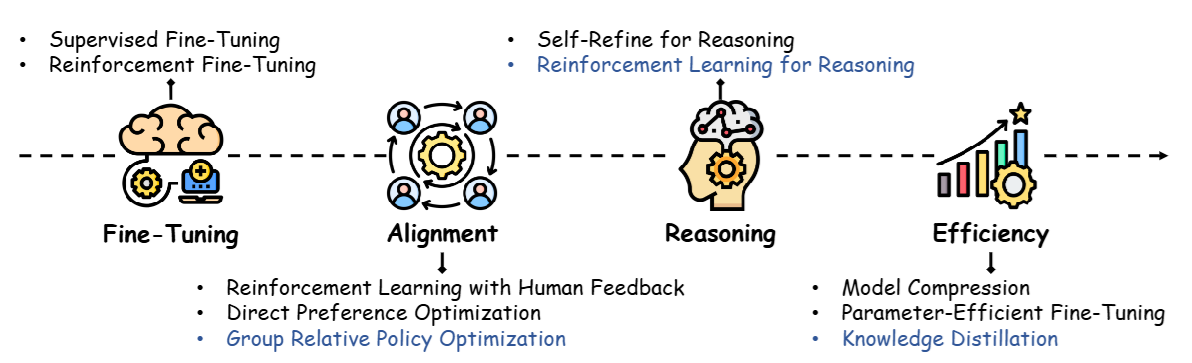 • Supervised Fine-Tuning
• Reinforcement Fine-Tuning
• Self-Refine for Reasoning
• Reinforcement Learning for Reasoning
Fine-Tuning
Alignment
Reasoning
Efficiency
• Reinforcement Learning with Human Feedback
• Direct Preference Optimization
• Group Relative Policy Optimization
• Model Compression
• Parameter-Efficient Fine-Tuning
• Knowledge Distillation